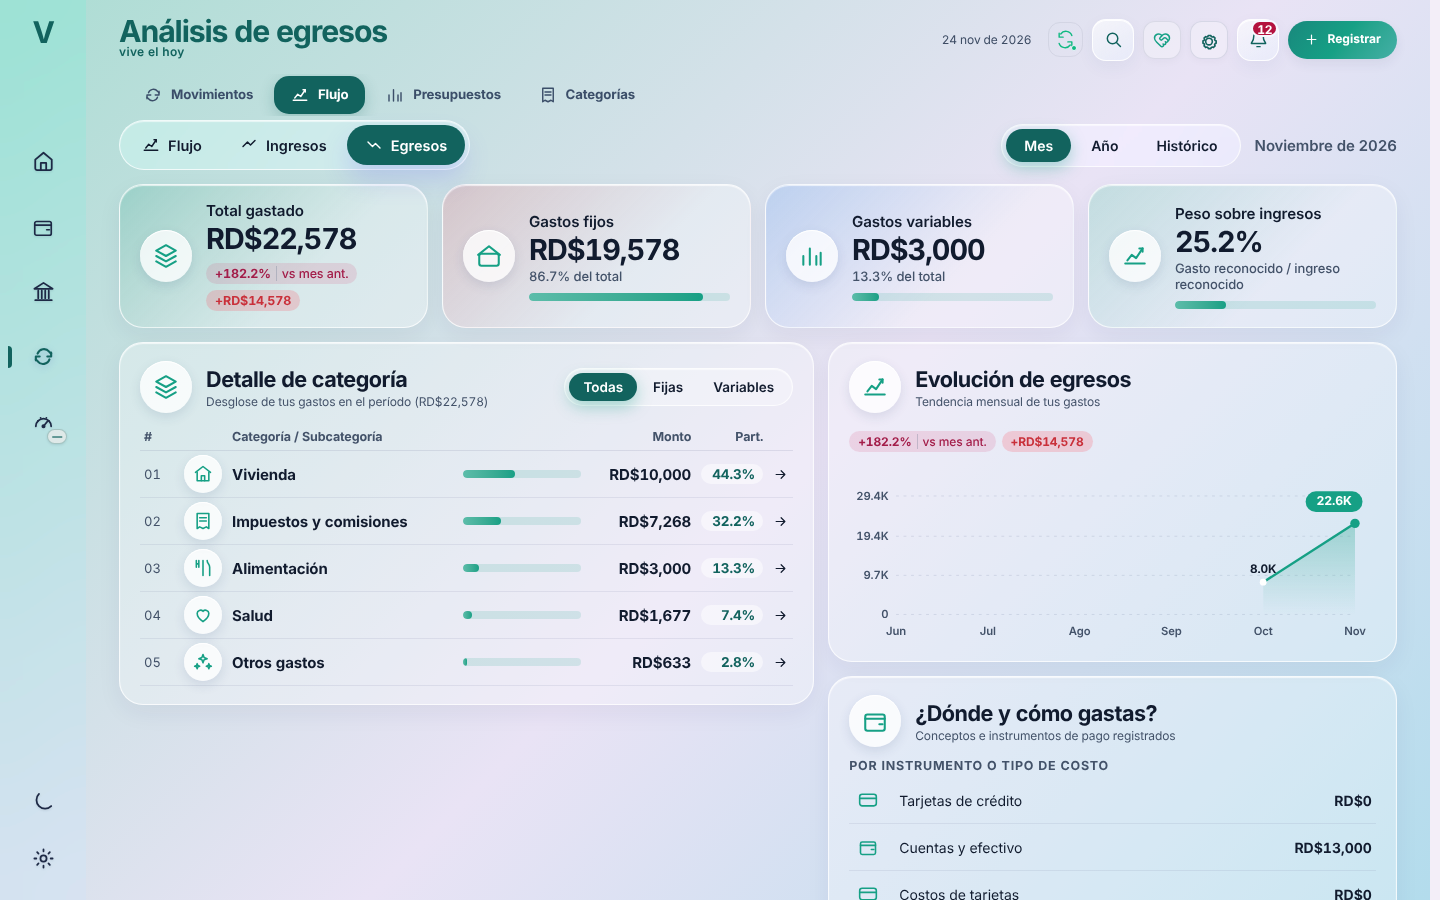 V
Análisis de egresos
vive el hoy
24 nov de 2026
12
Registrar
Movimientos
Flujo
Presupuestos
Categorías
Flujo
Ingresos
Egresos
Mes
Año
Histórico
Noviembre de 2026
Total gastado
RD$22,578
+182.2% vs mes ant.
+RD$14,578
Gastos fijos
RD$19,578
86.7% del total
Gastos variables
RD$3,000
13.3% del total
Peso sobre ingresos
25.2%
Gasto reconocido / ingreso
reconocido
Detalle de categoría
Desglose de tus gastos en el período (RD$22,578)
Todas
Fijas
Variables
# Categoría / Subcategoría Monto Part.
01 Vivienda RD$10,000 44.3% →
02 Impuestos y comisiones RD$7,268 32.2% →
03 Alimentación RD$3,000 13.3% →
04 Salud RD$1,677 7.4% →
05 Otros gastos RD$633 2.8% →
Evolución de egresos
Tendencia mensual de tus gastos
+182.2% vs mes ant.
+RD$14,578
29.4K
22.6K
19.4K
9.7K
8.0K
0
Jun Jul Ago Sep Oct Nov
¿Dónde y cómo gastas?
Conceptos e instrumentos de pago registrados
POR INSTRUMENTO O TIPO DE COSTO
Tarjetas de crédito RD$0
Cuentas y efectivo RD$13,000
Costos de tarjetas RD$0